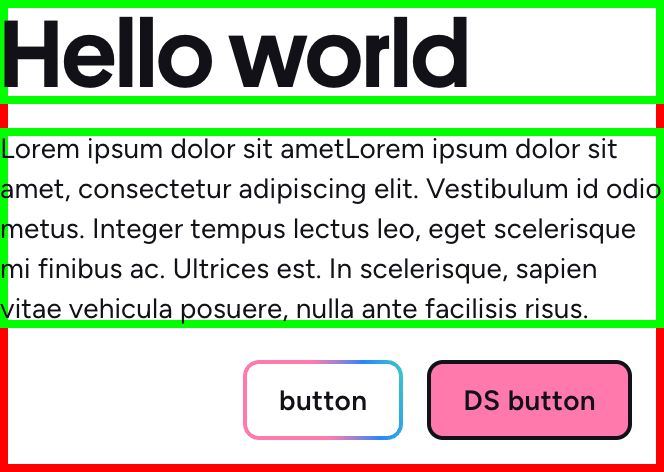 Hello world
Lorem ipsum dolor sit ametLorem ipsum dolor sit
amet, consectetur adipiscing elit. Vestibulum id odio
metus. Integer tempus lectus leo, eget scelerisque
mi finibus ac. Ultrices est. In scelerisque, sapien
vitae vehicula posuere, nulla ante facilisis risus.
button
DS button